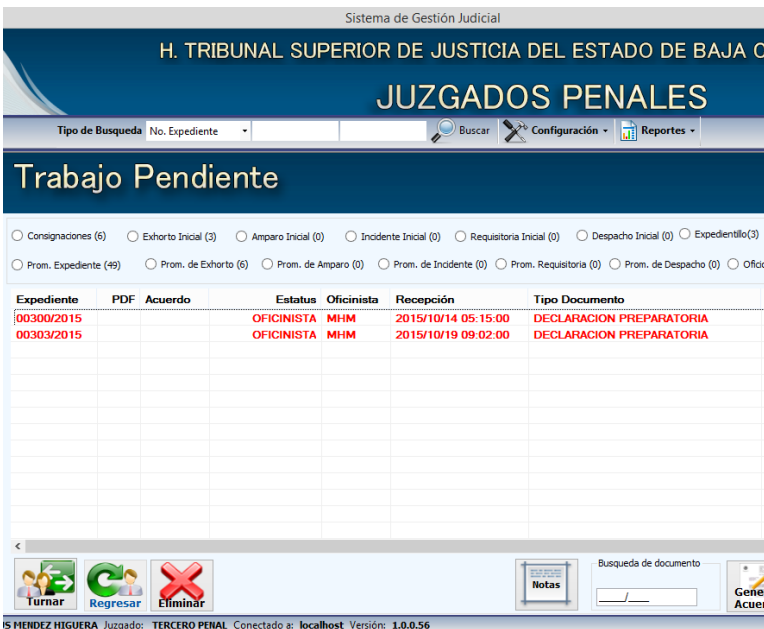 Sistema de Gestión Judicial
H. TRIBUNAL SUPERIOR DE JUSTICIA DEL ESTADO DE BAJA C
JUZGADOS PENALES
Tipo de Busqueda No. Expediente Buscar Configuración Reportes
Trabajo Pendiente
Consignaciones (6) Exhorto Inicial (3) Amparo Inicial (0) Incidente Inicial (0) Requisitoria Inicial (0) Despacho Inicial (0) Expedientillo(3)
Prom. Expediente (49) Prom. de Exhorto (6) Prom. de Amparo (0) Prom. de Incidente (0) Prom. Requisitoria (0) Prom. de Despacho (0) Ofici
Expediente PDF Acuerdo Estatus Oficinista Recepción Tipo Documento
00300/2015 OFICINISTA MHM 2015/10/14 05:15:00 DECLARACION PREPARATORIA
00303/2015 OFICINISTA MHM 2015/10/19 09:02:00 DECLARACION PREPARATORIA
Busqueda de documento
Turnar Regresar Eliminar Notas ____/____ Gene
Acuer
US MENDEZ HIGUERA Juzgado: TERCERO PENAL Conectado a: localhost Versión: 1.0.0.56